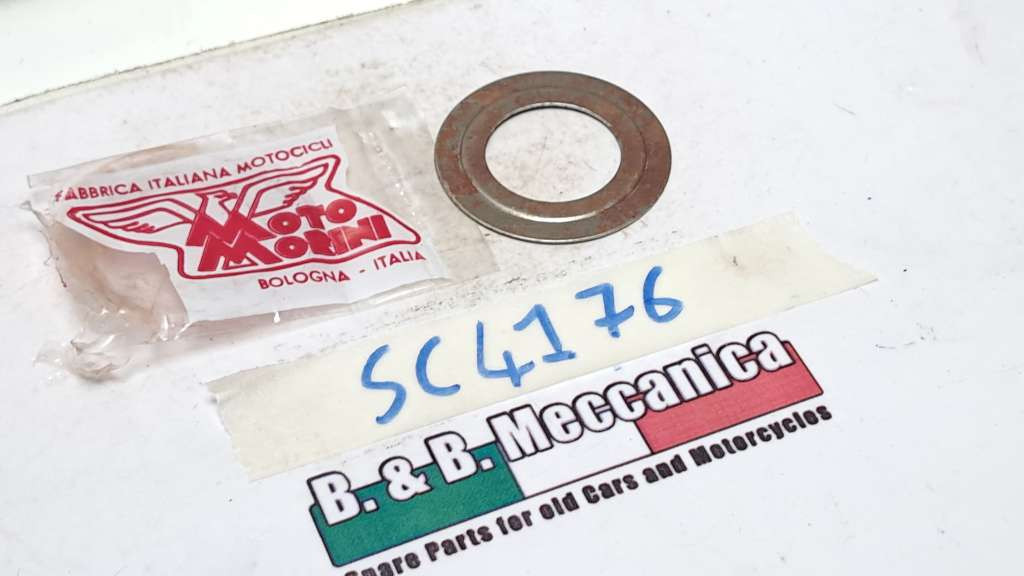 FABBRICA ITALIANA MOTOCICLI
MOTO
MORINI
BOLOGNA - ITALIA
SC4176
B. & B. Meccanica
Spare Parts for old Cars and Motorcycles